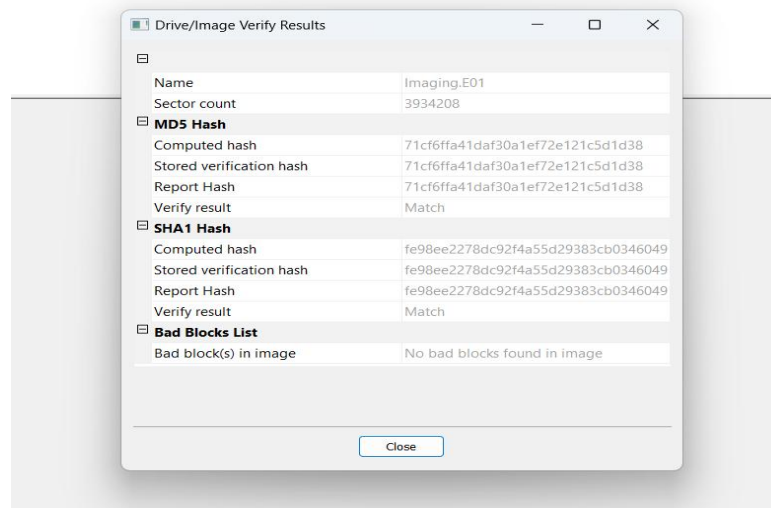 Drive/Image Verify Results
Name Imaging.E01
Sector count 3934208
MD5 Hash
Computed hash 71cf6ffa41daf30a1ef72e121c5d1d38
Stored verification hash 71cf6ffa41daf30a1ef72e121c5d1d38
Report Hash 71cf6ffa41daf30a1ef72e121c5d1d38
Verify result Match
SHA1 Hash
Computed hash fe98ee2278dc92f4a55d29383cb0346049
Stored verification hash fe98ee2278dc92f4a55d29383cb0346049
Report Hash fe98ee2278dc92f4a55d29383cb0346049
Verify result Match
Bad Blocks List
Bad block(s) in image No bad blocks found in image
Close